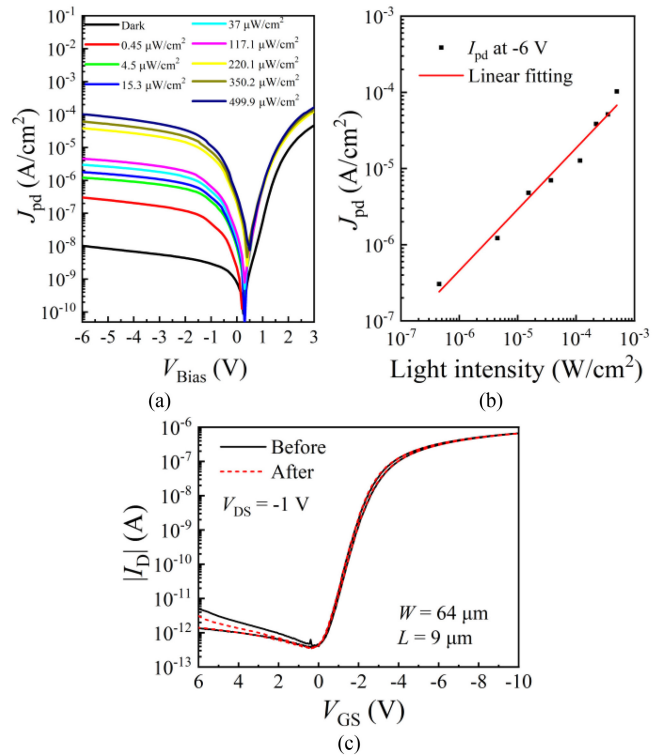 10⁻¹
10⁻²
10⁻³
10⁻⁴
10⁻⁵
10⁻⁶
10⁻⁷
10⁻⁸
10⁻⁹
10⁻¹⁰
J_pd (A/cm²)
Dark
0.45 µW/cm²
4.5 µW/cm²
15.3 µW/cm²
37 µW/cm²
117.1 µW/cm²
220.1 µW/cm²
350.2 µW/cm²
499.9 µW/cm²
-6 -5 -4 -3 -2 -1 0 1 2 3
V_Bias (V)
(a)
10⁻³
10⁻⁴
10⁻⁵
10⁻⁶
10⁻⁷
J_pd (A/cm²)
I_pd at -6 V
Linear fitting
10⁻⁷ 10⁻⁶ 10⁻⁵ 10⁻⁴ 10⁻³
Light intensity (W/cm²)
(b)
10⁻⁶
10⁻⁷
10⁻⁸
10⁻⁹
10⁻¹⁰
10⁻¹¹
10⁻¹²
10⁻¹³
|I_D| (A)
Before
After
V_DS = -1 V
W = 64 µm
L = 9 µm
6 4 2 0 -2 -4 -6 -8 -10
V_GS (V)
(c)